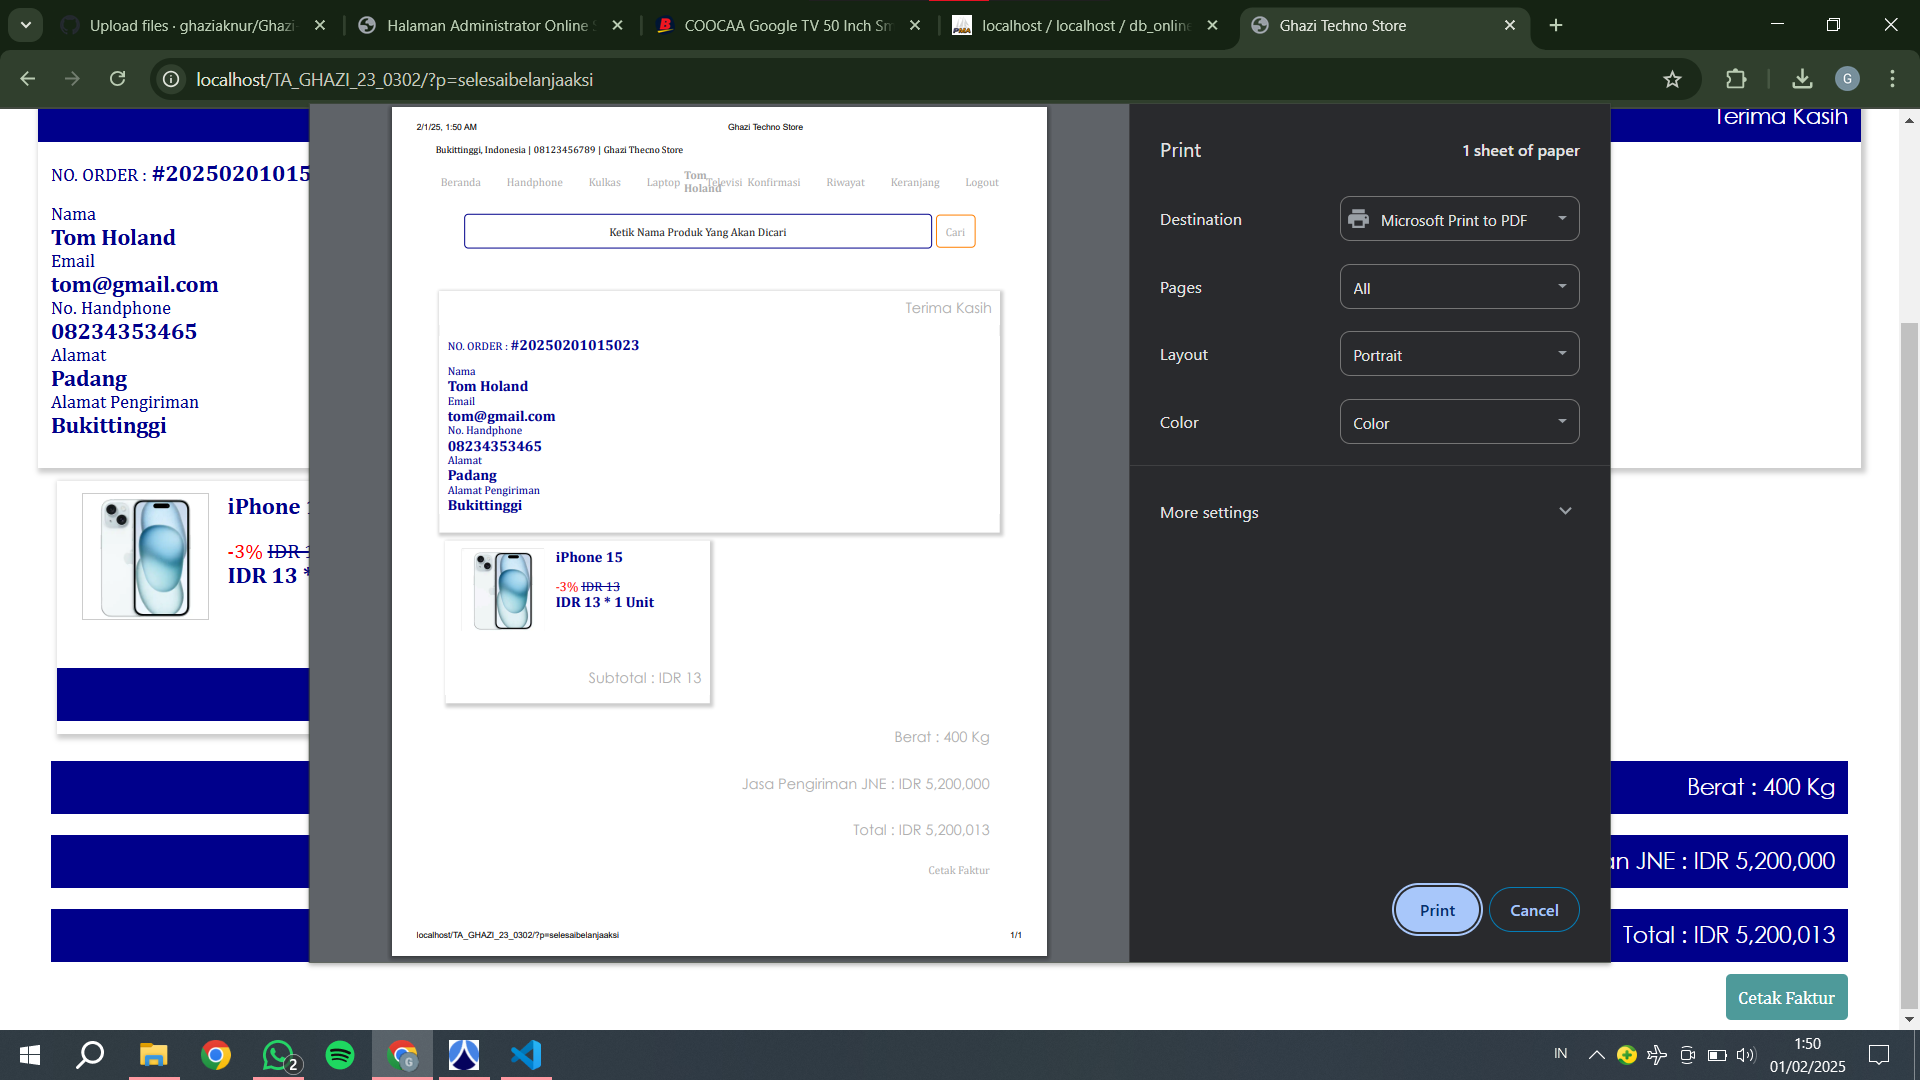 Upload files · ghaziaknur/Ghazi-
Halaman Administrator Online S
COOCAA Google TV 50 Inch Sm
localhost / localhost / db_online
Ghazi Techno Store
localhost/TA_GHAZI_23_0302/?p=selesaibelanjaaksi
G
Terima Kasih
NO. ORDER : #20250201015
Nama
Tom Holand
Email
tom@gmail.com
No. Handphone
08234353465
Alamat
Padang
Alamat Pengiriman
Bukittinggi
iPhone 1
-3% IDR 1
IDR 13 *
2/1/25, 1:50 AM
Ghazi Techno Store
Bukittinggi, Indonesia | 08123456789 | Ghazi Thecno Store
Beranda Handphone Kulkas Laptop Tom Holand Televisi Konfirmasi Riwayat Keranjang Logout
Ketik Nama Produk Yang Akan Dicari
Cari
Terima Kasih
NO. ORDER : #20250201015023
Nama
Tom Holand
Email
tom@gmail.com
No. Handphone
08234353465
Alamat
Padang
Alamat Pengiriman
Bukittinggi
iPhone 15
-3% IDR 13
IDR 13 * 1 Unit
Subtotal : IDR 13
Berat : 400 Kg
Jasa Pengiriman JNE : IDR 5,200,000
Total : IDR 5,200,013
Cetak Faktur
localhost/TA_GHAZI_23_0302/?p=selesaibelanjaaksi
1/1
Print
1 sheet of paper
Destination
Microsoft Print to PDF
Pages
All
Layout
Portrait
Color
Color
More settings
Print
Cancel
Berat : 400 Kg
an JNE : IDR 5,200,000
Total : IDR 5,200,013
Cetak Faktur
2
G
IN
1:50
01/02/2025